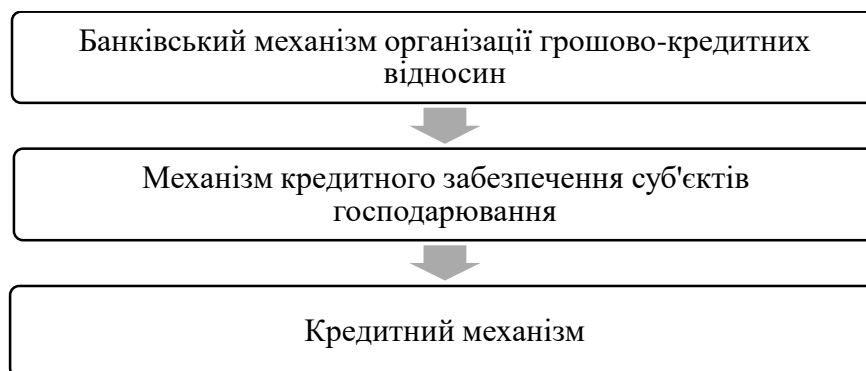 Банківський механізм організації грошово-кредитних
відносин
Механізм кредитного забезпечення суб'єктів
господарювання
Кредитний механізм